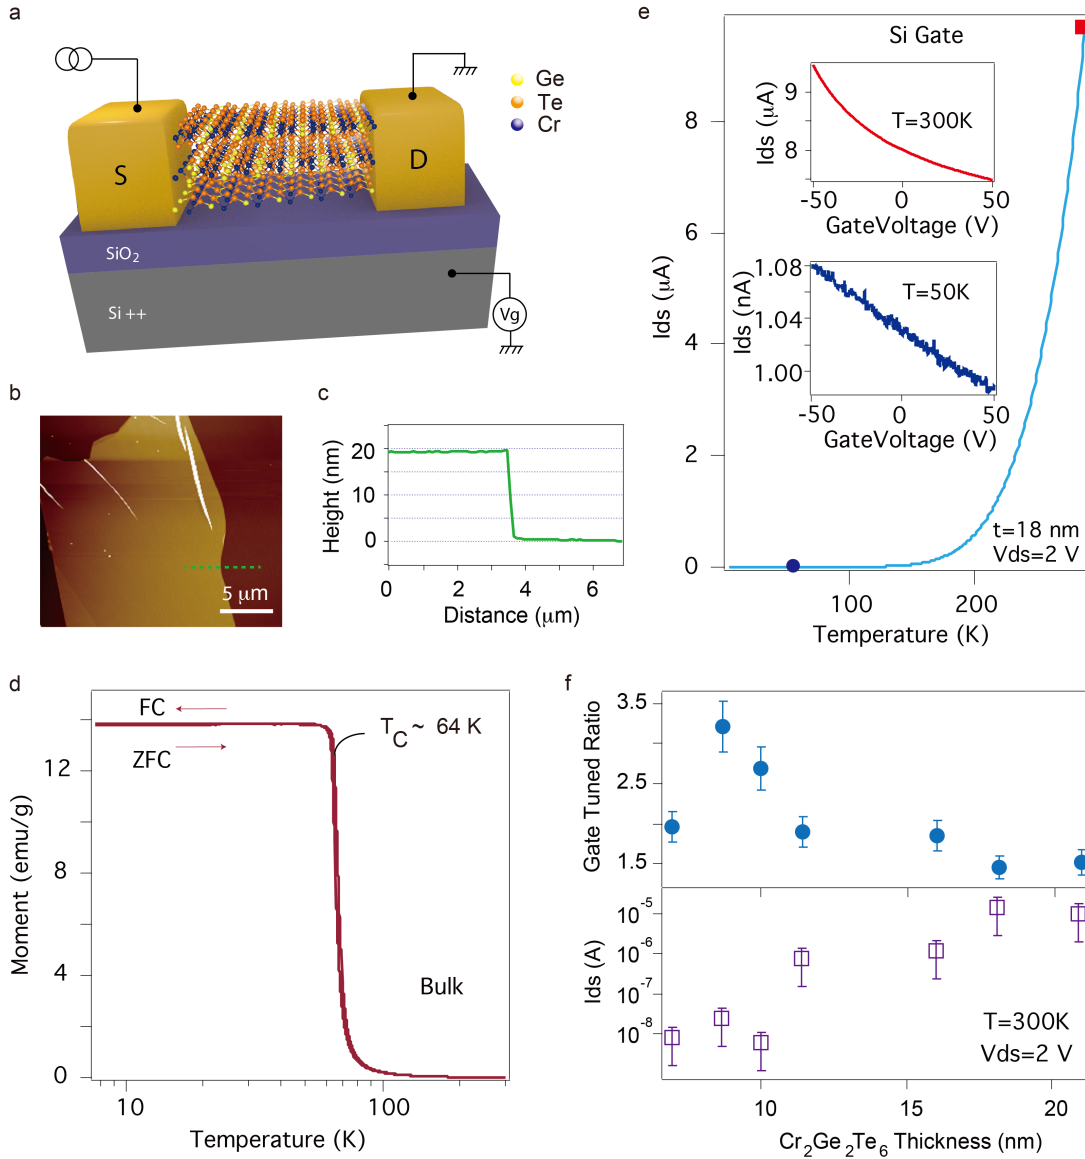 a
Ge
Te
Cr
S
D
SiO2
Si ++
Vg
b
5 μm
c
Height (nm)
20
10
0
0 2 4 6
Distance (μm)
d
FC
ZFC
TC ~ 64 K
Moment (emu/g)
12
8
4
0
Bulk
10 100
Temperature (K)
e
Si Gate
Ids (μA)
8
6
4
2
0
Ids (μA)
9
8
T=300K
-50 0 50
GateVoltage (V)
Ids (nA)
1.08
1.04
1.00
T=50K
-50 0 50
GateVoltage (V)
t=18 nm
Vds=2 V
100 200
Temperature (K)
f
Gate Tuned Ratio
3.5
2.5
1.5
Ids (A)
10-5
10-6
10-7
10-8
T=300K
Vds=2 V
10 15 20
Cr2Ge2Te6 Thickness (nm)